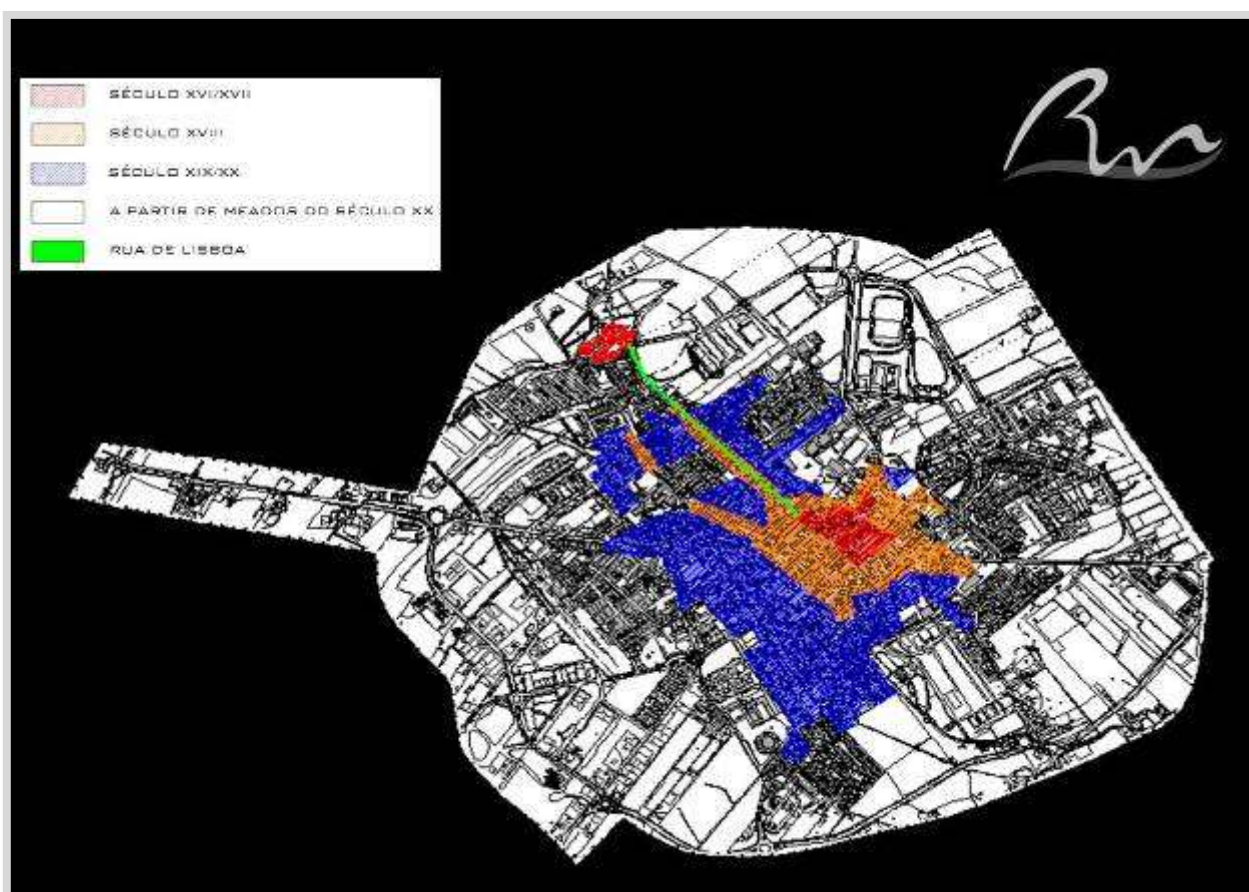 SÉCULO XVI/XVII
SÉCULO XVIII
SÉCULO XIX/XX
A PARTIR DE MEADOS DO SÉCULO XX
RUA DE LISBOA